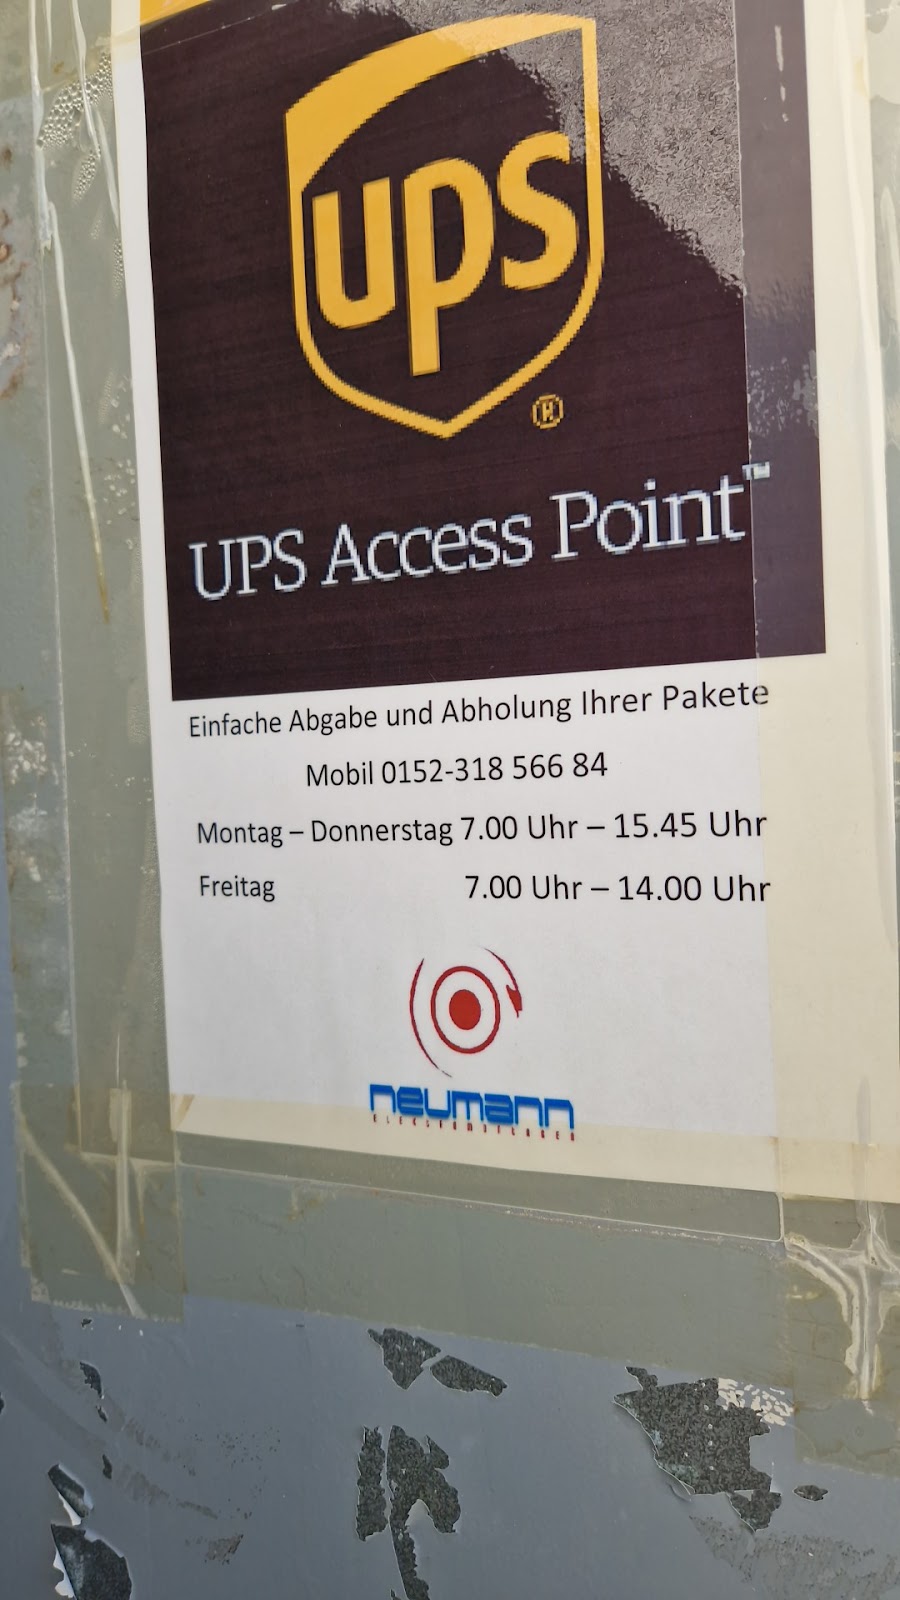 ups
®
UPS Access Point™
Einfache Abgabe und Abholung Ihrer Pakete
Mobil 0152-318 566 84
Montag – Donnerstag 7.00 Uhr – 15.45 Uhr
Freitag 7.00 Uhr – 14.00 Uhr
neumann